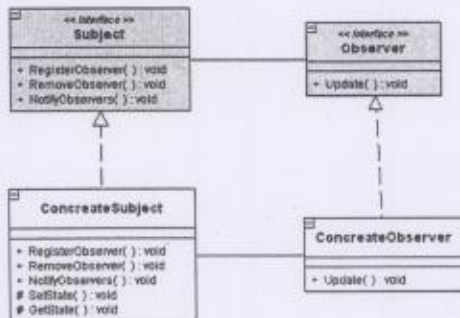 << Interface >>
Subject
+ RegisterObserver( ) : void
+ RemoveObserver( ) : void
+ NotifyObservers( ) : void
<< Interface >>
Observer
+ Update( ) : void
ConcreateSubject
+ RegisterObserver( ) : void
+ RemoveObserver( ) : void
+ NotifyObservers( ) : void
# SetState( ) : void
# GetState( ) : void
ConcreateObserver
+ Update( ) : void